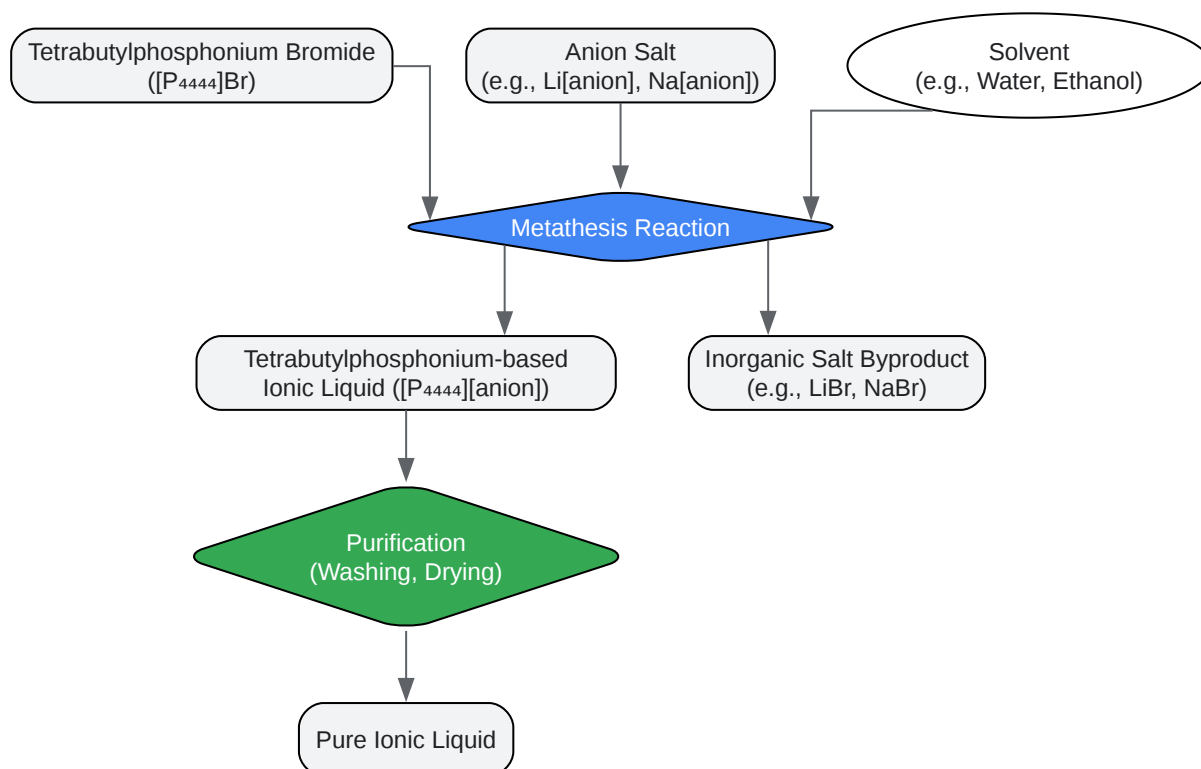 Tetrabutylphosphonium Bromide
([P₄₄₄₄]Br)
Anion Salt
(e.g., Li[anion], Na[anion])
Solvent
(e.g., Water, Ethanol)
Metathesis Reaction
Tetrabutylphosphonium-based
Ionic Liquid ([P₄₄₄₄][anion])
Inorganic Salt Byproduct
(e.g., LiBr, NaBr)
Purification
(Washing, Drying)
Pure Ionic Liquid